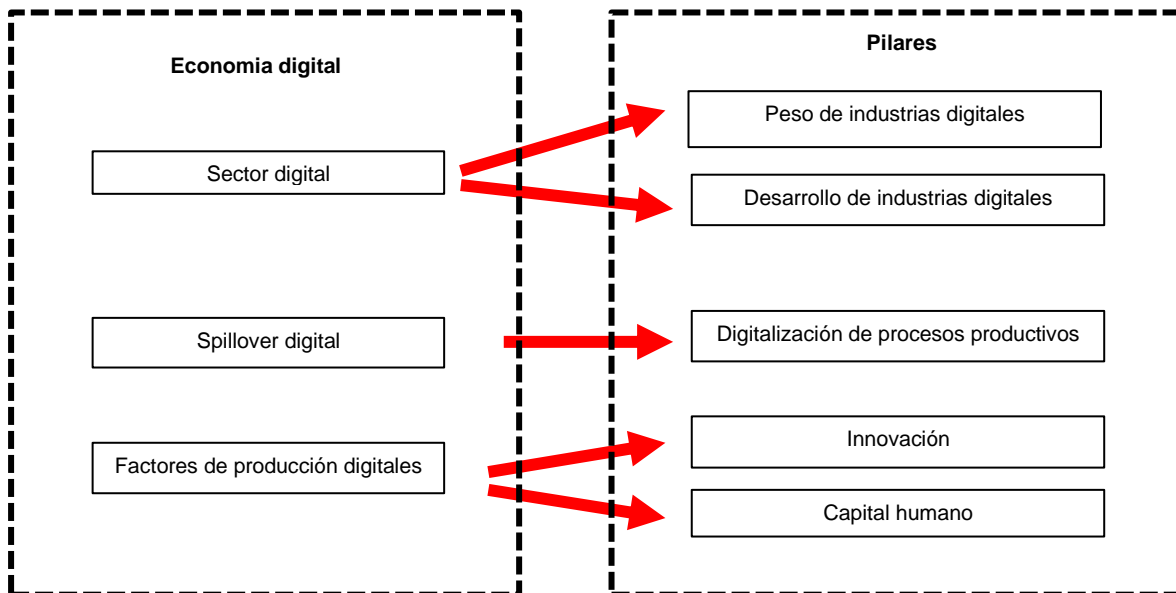 Economia digital
Sector digital
Spillover digital
Factores de producción digitales
Pilares
Peso de industrias digitales
Desarrollo de industrias digitales
Digitalización de procesos productivos
Innovación
Capital humano